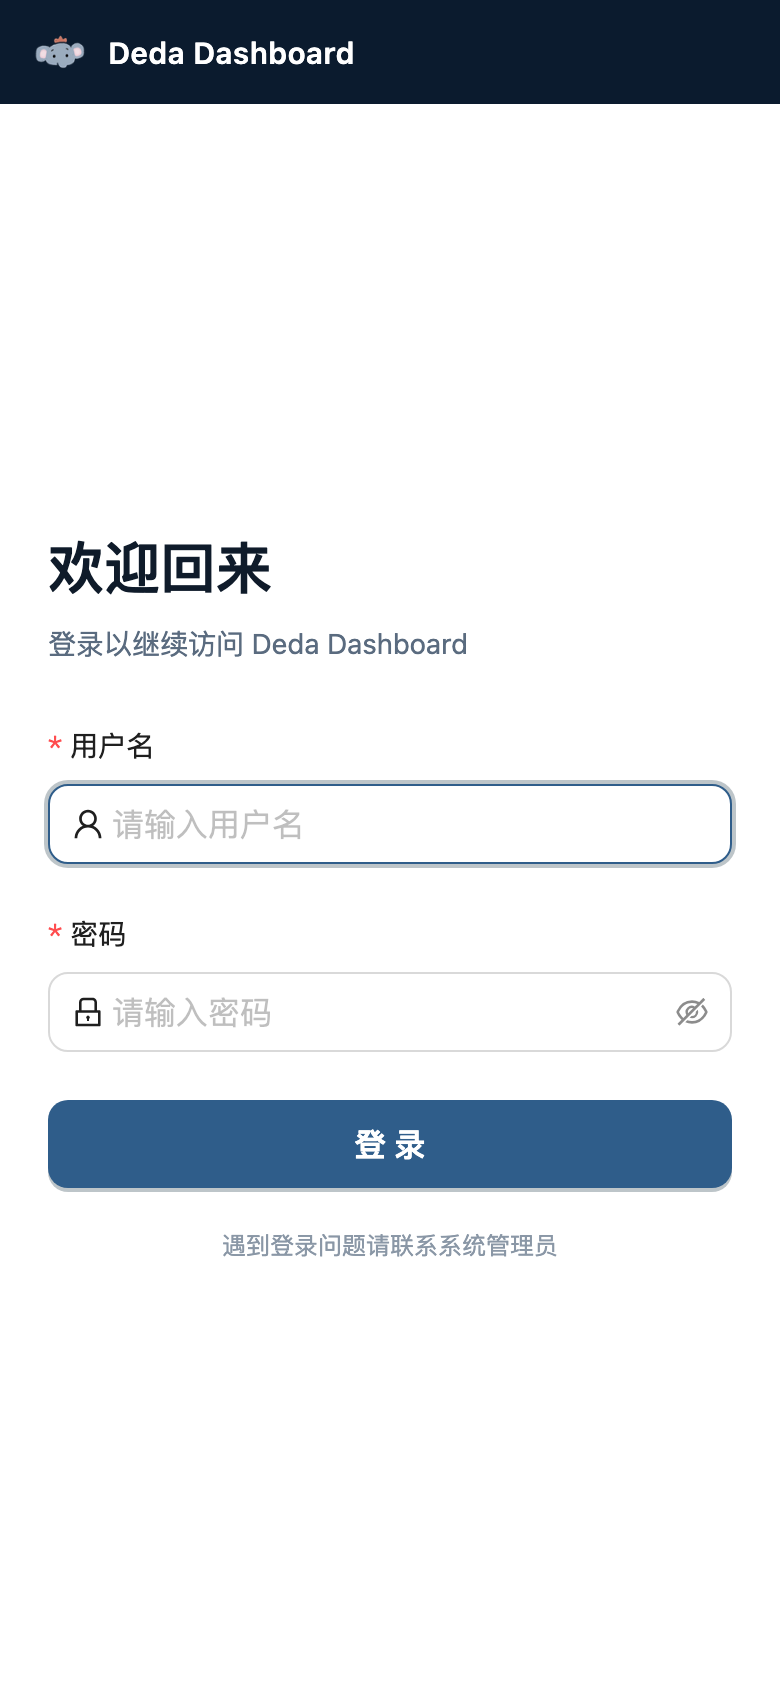 Deda Dashboard
欢迎回来
登录以继续访问 Deda Dashboard
* 用户名
请输入用户名
* 密码
请输入密码
登 录
遇到登录问题请联系系统管理员